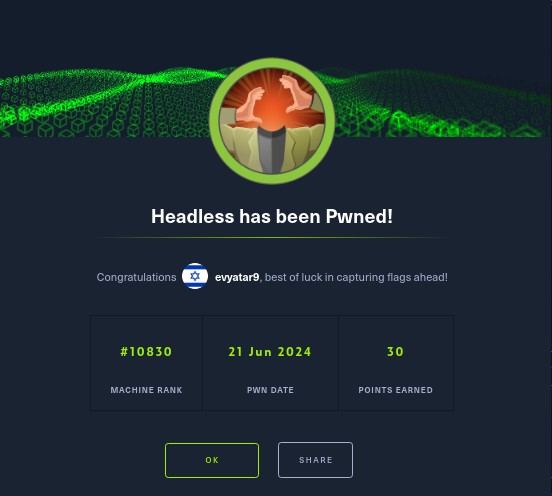 Headless has been Pwned!
Congratulations evyatar9, best of luck in capturing flags ahead!
#10830 21 Jun 2024 30
MACHINE RANK PWN DATE POINTS EARNED
OK SHARE